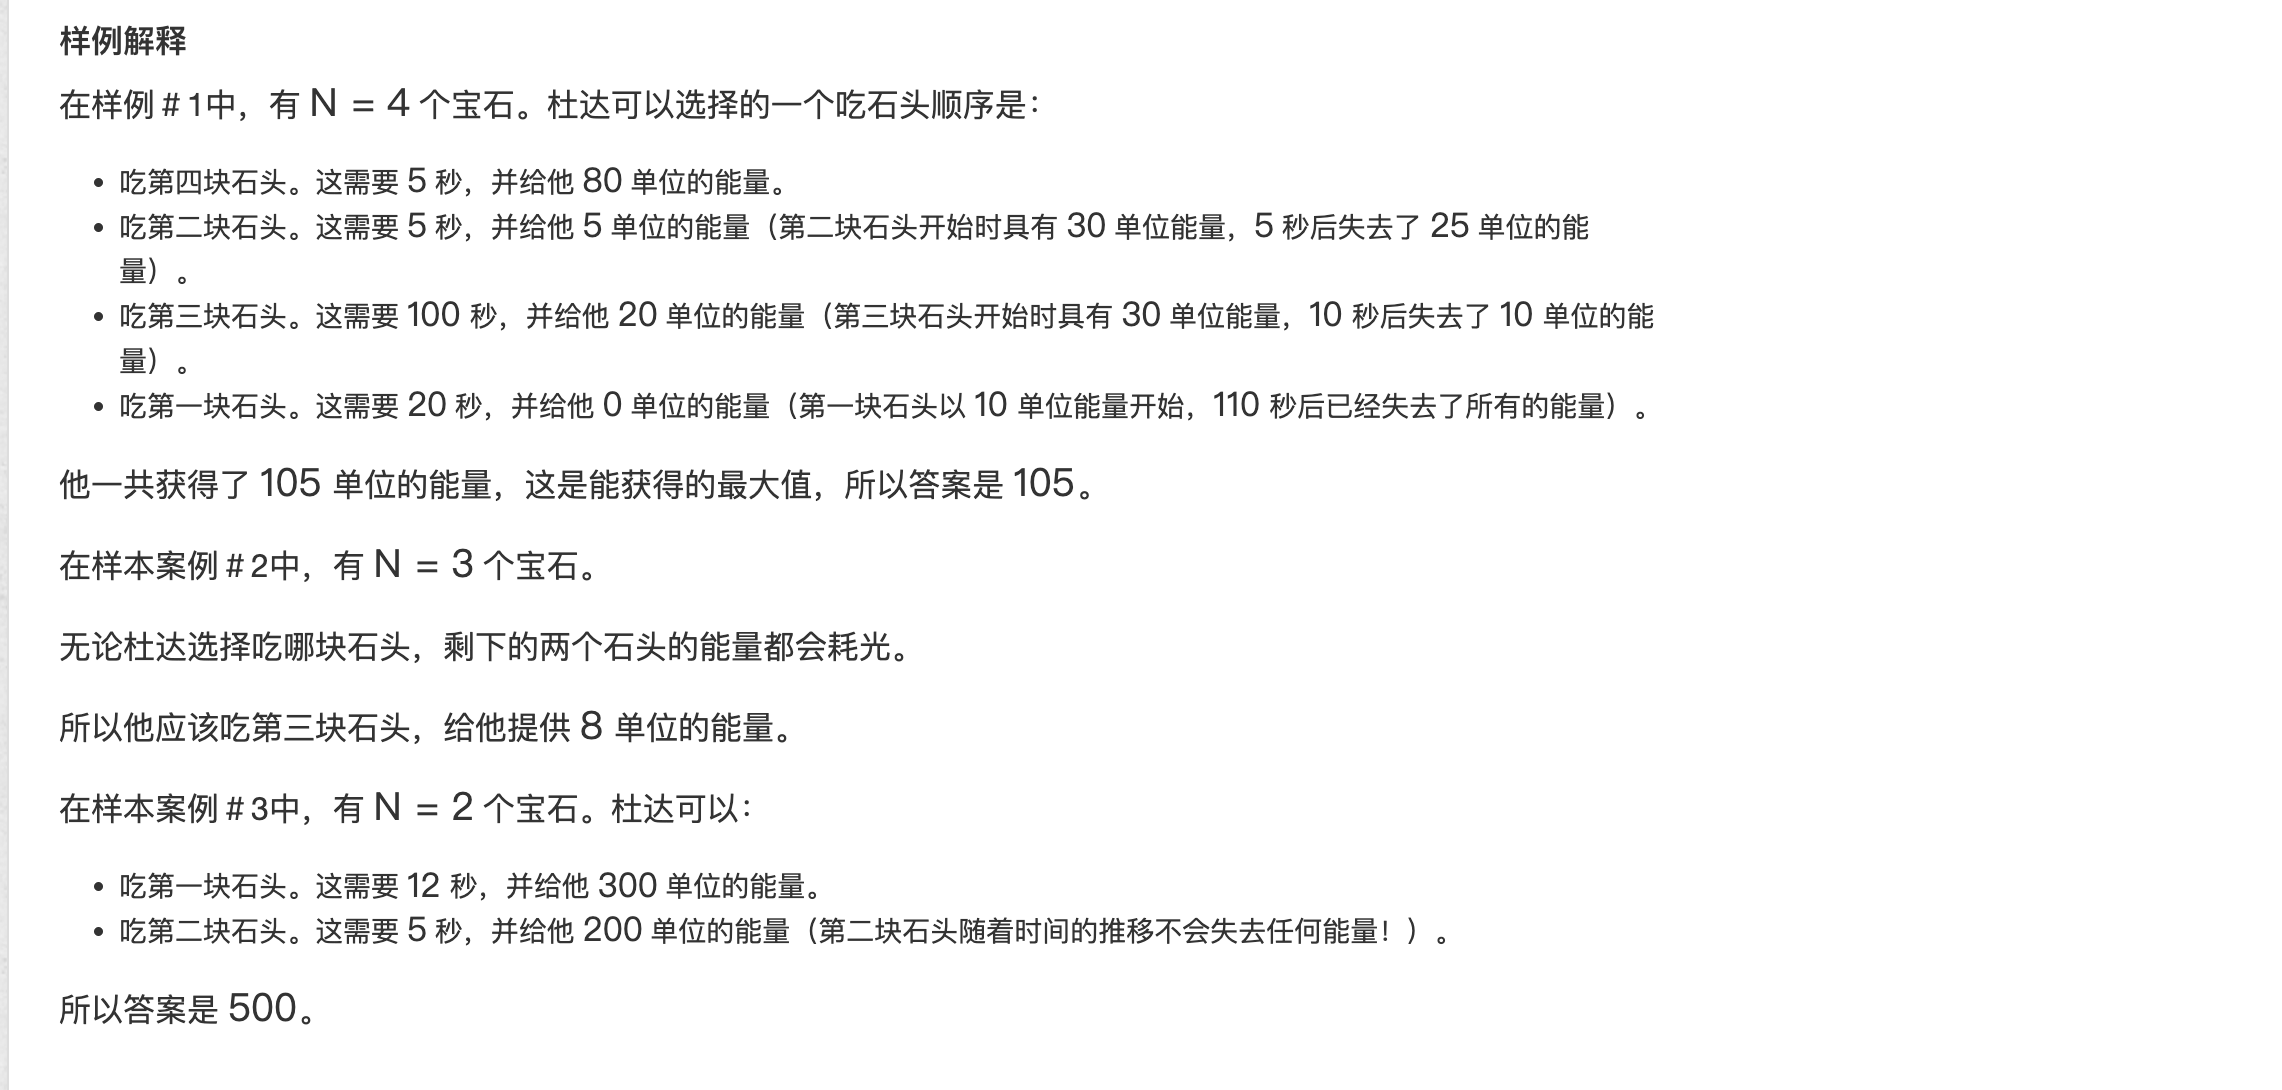 样例解释
在样例 # 1中，有 N = 4 个宝石。杜达可以选择的一个吃石头顺序是：
• 吃第四块石头。这需要 5 秒，并给他 80 单位的能量。
• 吃第二块石头。这需要 5 秒，并给他 5 单位的能量（第二块石头开始时具有 30 单位能量，5 秒后失去了 25 单位的能
量）。
• 吃第三块石头。这需要 100 秒，并给他 20 单位的能量（第三块石头开始时具有 30 单位能量，10 秒后失去了 10 单位的能
量）。
• 吃第一块石头。这需要 20 秒，并给他 0 单位的能量（第一块石头以 10 单位能量开始，110 秒后已经失去了所有的能量）。
他一共获得了 105 单位的能量，这是能获得的最大值，所以答案是 105。
在样本案例 # 2中，有 N = 3 个宝石。
无论杜达选择吃哪块石头，剩下的两个石头的能量都会耗光。
所以他应该吃第三块石头，给他提供 8 单位的能量。
在样本案例 # 3中，有 N = 2 个宝石。杜达可以：
• 吃第一块石头。这需要 12 秒，并给他 300 单位的能量。
• 吃第二块石头。这需要 5 秒，并给他 200 单位的能量（第二块石头随着时间的推移不会失去任何能量！）。
所以答案是 500。